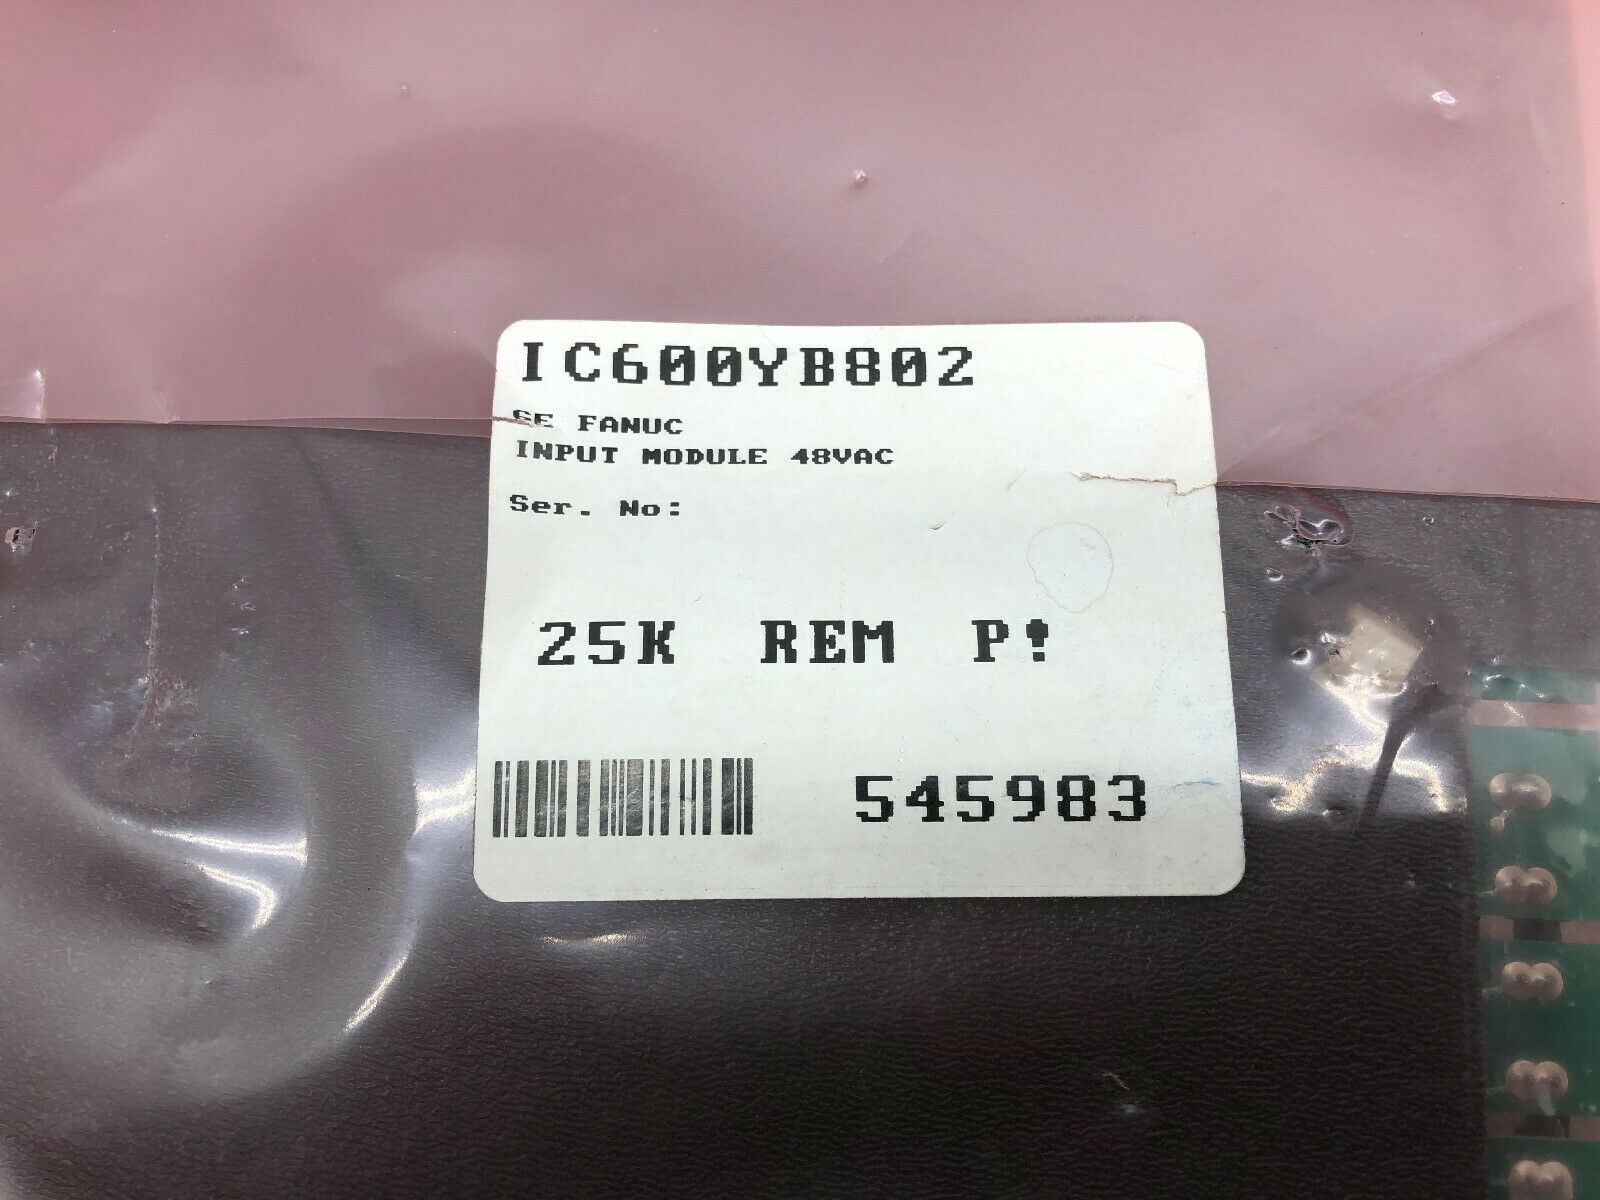 IC600YB802
GE FANUC
INPUT MODULE 48VAC
Ser. No:
25K REM P!
545983